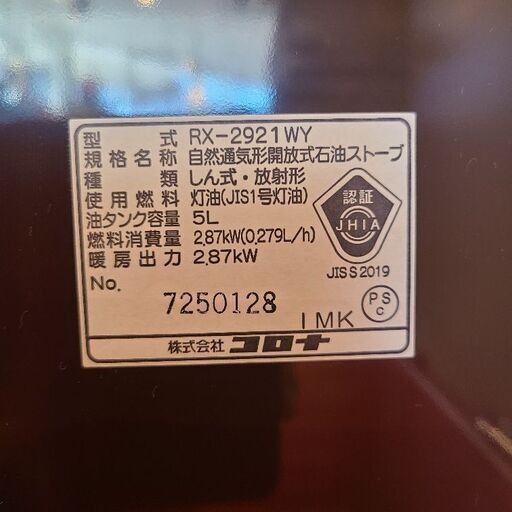 型式 RX-2921WY
規格名称 自然通気形開放式石油ストーブ
種類 しん式・放射形
使用燃料 灯油(JIS1号灯油)
油タンク容量 5L
燃料消費量 2.87kW(0.279L/h)
暖房出力 2.87kW
認証
JHIA
JIS S 2019
No. 7250128
1MK
PS
C
株式会社 コロナ